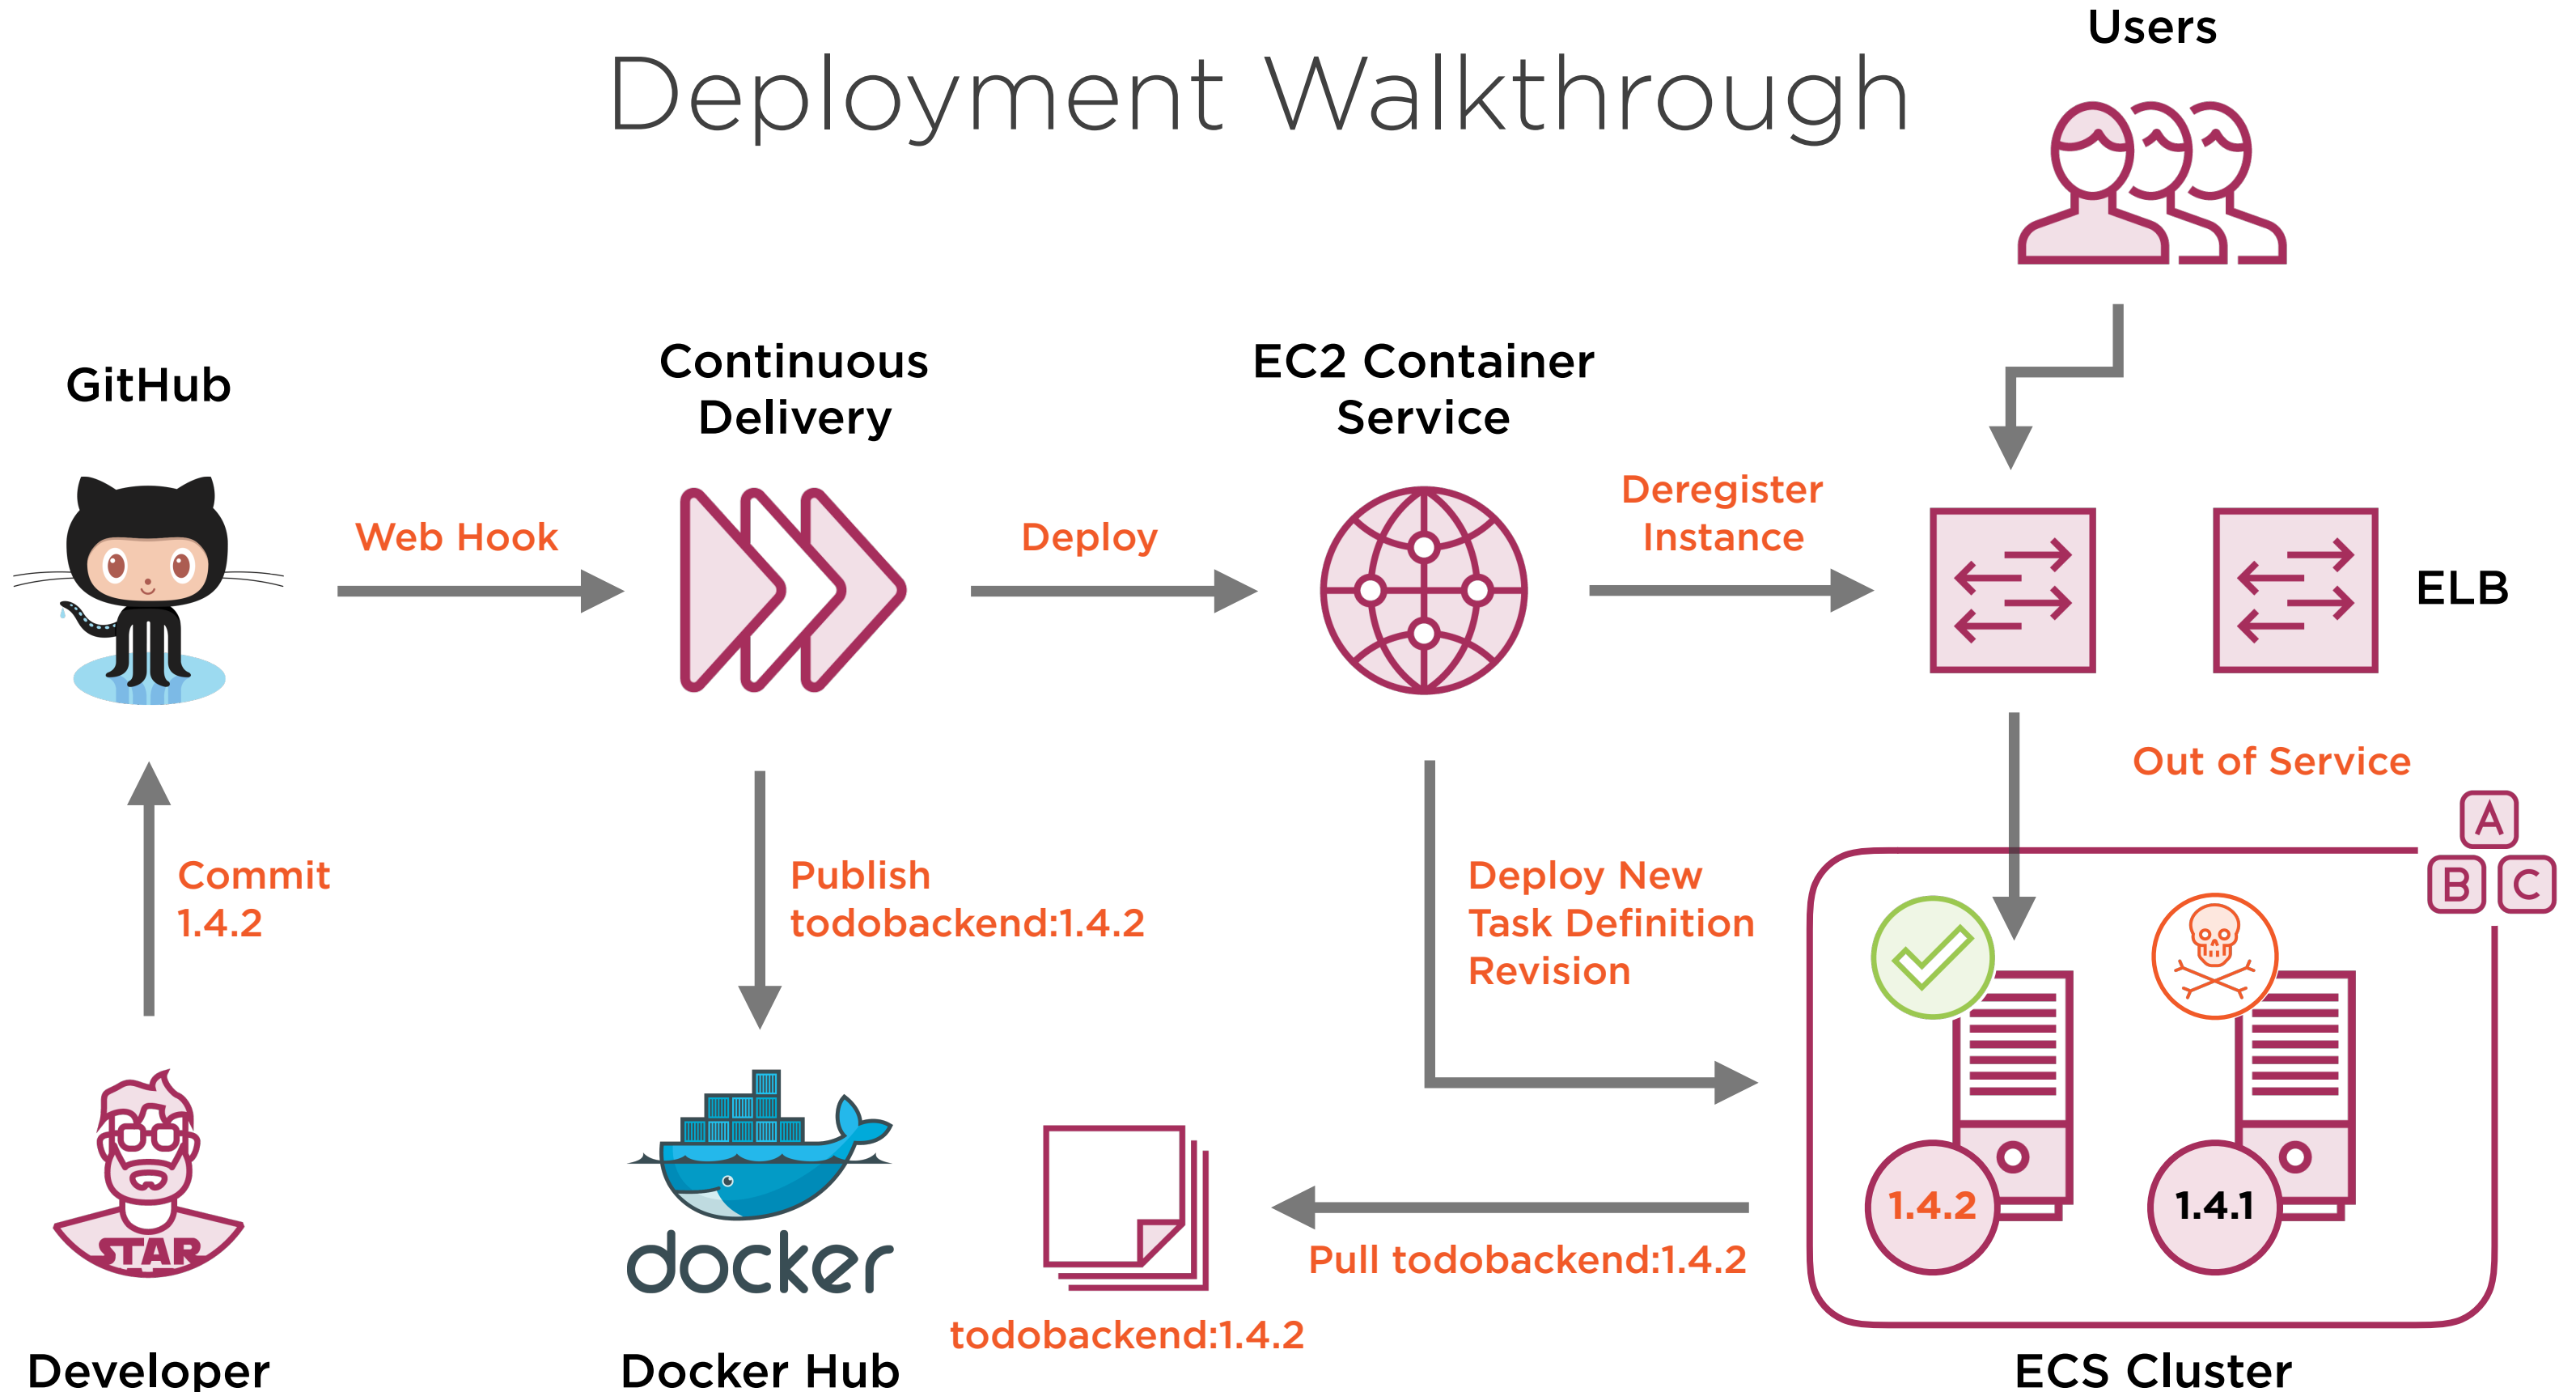 Deployment Walkthrough
Users
GitHub
Continuous
Delivery
EC2 Container
Service
Web Hook
Deploy
Deregister
Instance
ELB
Out of Service
Commit
1.4.2
Publish
todobackend:1.4.2
Deploy New
Task Definition
Revision
A
B
C
STAR
docker
1.4.2
1.4.1
Pull todobackend:1.4.2
todobackend:1.4.2
Developer
Docker Hub
ECS Cluster